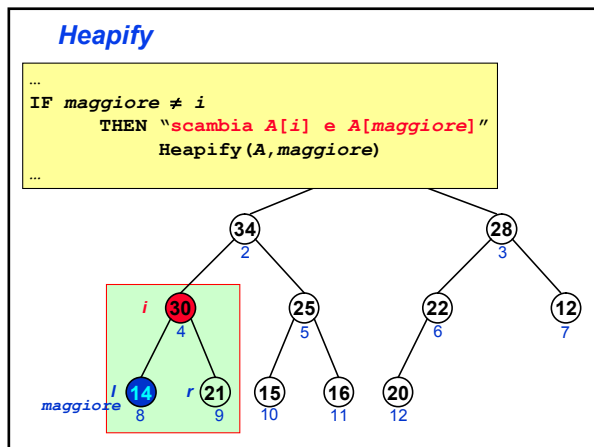 Heapify
…
IF maggiore ≠ i
THEN “scambia A[i] e A[maggiore]”
Heapify(A,maggiore)
…
34 28
2 3
i 30 25 22 12
4 5 6 7
l 14 r 21 15 16 20
maggiore 8 9 10 11 12